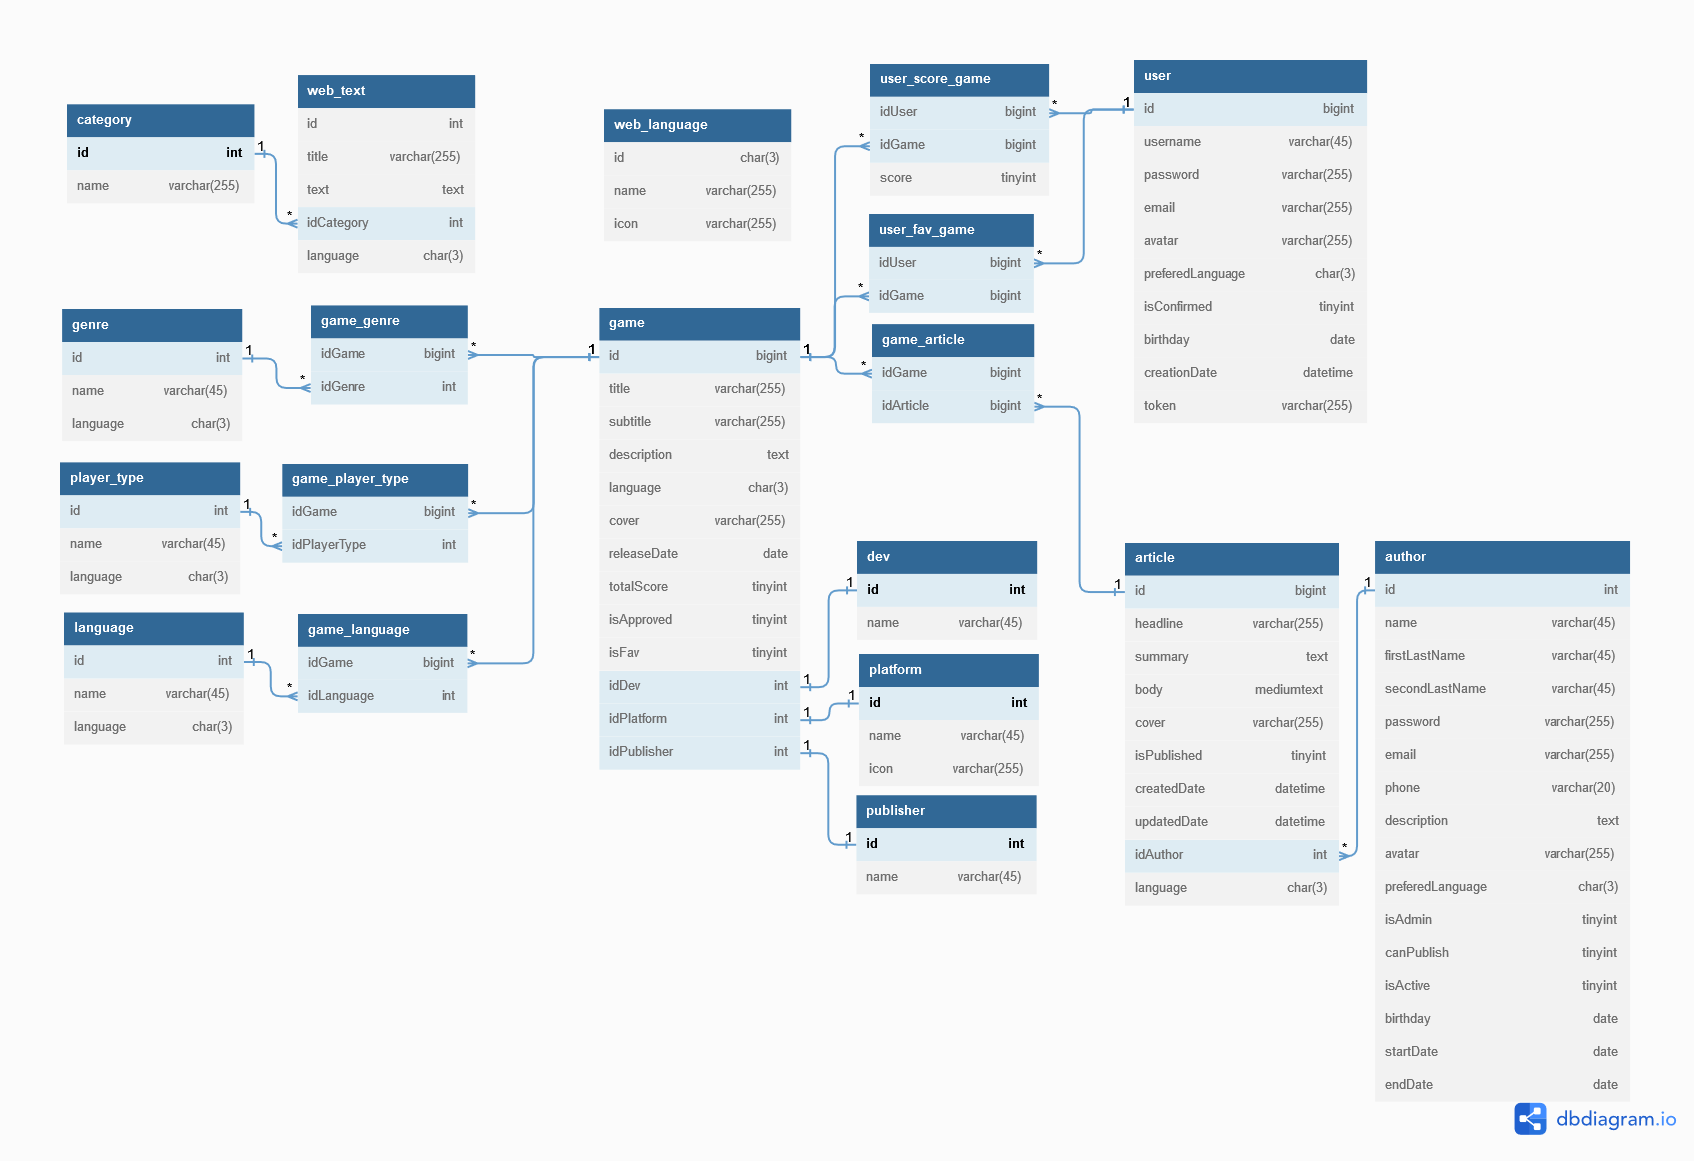 category
id int
name varchar(255)
web_text
id int
title varchar(255)
text text
idCategory int
language char(3)
1
*
web_language
id char(3)
name varchar(255)
icon varchar(255)
user_score_game
idUser bigint
idGame bigint
score tinyint
*
*
user_fav_game
idUser bigint
idGame bigint
*
*
game_article
idGame bigint
idArticle bigint
*
*
user
id bigint
username varchar(45)
password varchar(255)
email varchar(255)
avatar varchar(255)
preferedLanguage char(3)
isConfirmed tinyint
birthday date
creationDate datetime
token varchar(255)
1
genre
id int
name varchar(45)
language char(3)
1
*
game_genre
idGame bigint
idGenre int
*
player_type
id int
name varchar(45)
language char(3)
1
*
game_player_type
idGame bigint
idPlayerType int
*
language
id int
name varchar(45)
language char(3)
1
*
game_language
idGame bigint
idLanguage int
*
game
1
id bigint
1
title varchar(255)
subtitle varchar(255)
description text
language char(3)
cover varchar(255)
releaseDate date
totalScore tinyint
isApproved tinyint
isFav tinyint
idDev int
1
idPlatform int
1
idPublisher int
1
dev
1
id int
name varchar(45)
platform
1
id int
name varchar(45)
icon varchar(255)
publisher
1
id int
name varchar(45)
article
1
id bigint
headline varchar(255)
summary text
body mediumtext
cover varchar(255)
isPublished tinyint
createdDate datetime
updatedDate datetime
idAuthor int
*
language char(3)
author
1
id int
name varchar(45)
firstLastName varchar(45)
secondLastName varchar(45)
password varchar(255)
email varchar(255)
phone varchar(20)
description text
avatar varchar(255)
preferedLanguage char(3)
isAdmin tinyint
canPublish tinyint
isActive tinyint
birthday date
startDate date
endDate date
dbdiagram.io